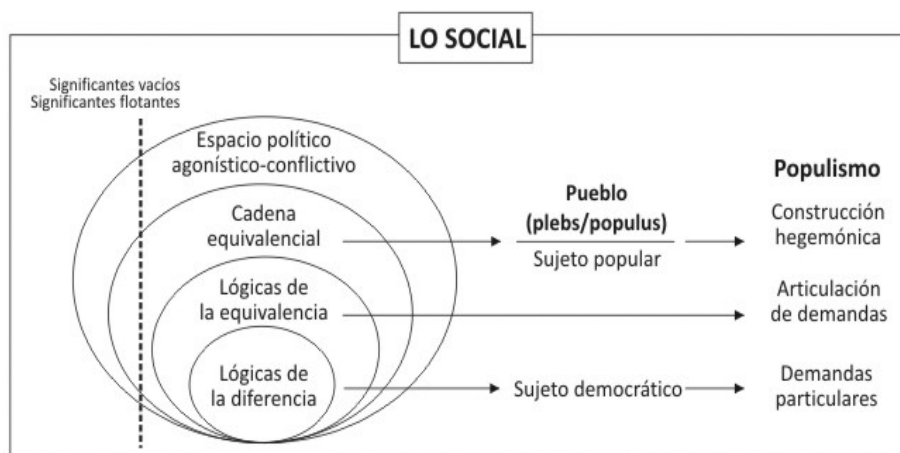 LO SOCIAL
Significantes vacíos
Significantes flotantes
Espacio político
agonístico-conflictivo
Cadena
equivalencial
Lógicas de
la equivalencia
Lógicas de
la diferencia
Pueblo
(plebs/populus)
Sujeto popular
Sujeto democrático
Populismo
Construcción
hegemónica
Articulación
de demandas
Demandas
particulares